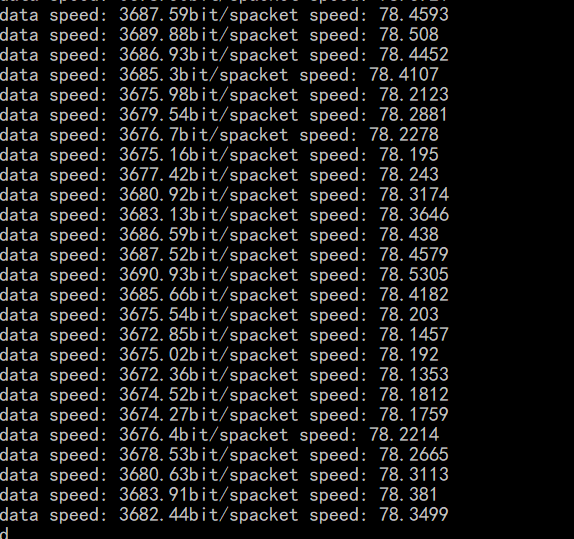 data speed: 3687.59bit/spacket speed: 78.4593
data speed: 3689.88bit/spacket speed: 78.508
data speed: 3686.93bit/spacket speed: 78.4452
data speed: 3685.3bit/spacket speed: 78.4107
data speed: 3675.98bit/spacket speed: 78.2123
data speed: 3679.54bit/spacket speed: 78.2881
data speed: 3676.7bit/spacket speed: 78.2278
data speed: 3675.16bit/spacket speed: 78.195
data speed: 3677.42bit/spacket speed: 78.243
data speed: 3680.92bit/spacket speed: 78.3174
data speed: 3683.13bit/spacket speed: 78.3646
data speed: 3686.59bit/spacket speed: 78.438
data speed: 3687.52bit/spacket speed: 78.4579
data speed: 3690.93bit/spacket speed: 78.5305
data speed: 3685.66bit/spacket speed: 78.4182
data speed: 3675.54bit/spacket speed: 78.203
data speed: 3672.85bit/spacket speed: 78.1457
data speed: 3675.02bit/spacket speed: 78.192
data speed: 3672.36bit/spacket speed: 78.1353
data speed: 3674.52bit/spacket speed: 78.1812
data speed: 3674.27bit/spacket speed: 78.1759
data speed: 3676.4bit/spacket speed: 78.2214
data speed: 3678.53bit/spacket speed: 78.2665
data speed: 3680.63bit/spacket speed: 78.3113
data speed: 3683.91bit/spacket speed: 78.381
data speed: 3682.44bit/spacket speed: 78.3499
d